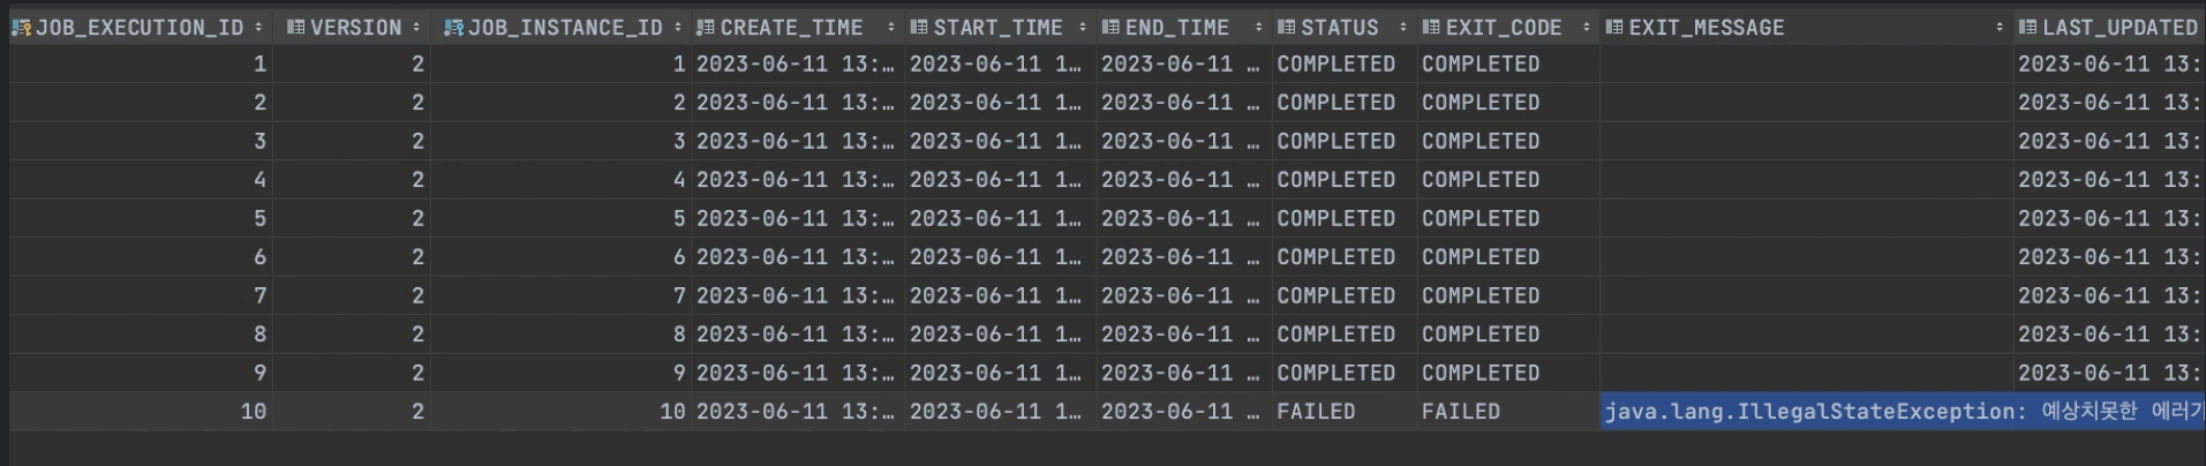 JOB_EXECUTION_ID VERSION JOB_INSTANCE_ID CREATE_TIME START_TIME END_TIME STATUS EXIT_CODE EXIT_MESSAGE LAST_UPDATED
1 2 1 2023-06-11 13:… 2023-06-11 1… 2023-06-11 … COMPLETED COMPLETED 2023-06-11 13:
2 2 2 2023-06-11 13:… 2023-06-11 1… 2023-06-11 … COMPLETED COMPLETED 2023-06-11 13:
3 2 3 2023-06-11 13:… 2023-06-11 1… 2023-06-11 … COMPLETED COMPLETED 2023-06-11 13:
4 2 4 2023-06-11 13:… 2023-06-11 1… 2023-06-11 … COMPLETED COMPLETED 2023-06-11 13:
5 2 5 2023-06-11 13:… 2023-06-11 1… 2023-06-11 … COMPLETED COMPLETED 2023-06-11 13:
6 2 6 2023-06-11 13:… 2023-06-11 1… 2023-06-11 … COMPLETED COMPLETED 2023-06-11 13:
7 2 7 2023-06-11 13:… 2023-06-11 1… 2023-06-11 … COMPLETED COMPLETED 2023-06-11 13:
8 2 8 2023-06-11 13:… 2023-06-11 1… 2023-06-11 … COMPLETED COMPLETED 2023-06-11 13:
9 2 9 2023-06-11 13:… 2023-06-11 1… 2023-06-11 … COMPLETED COMPLETED 2023-06-11 13:
10 2 10 2023-06-11 13:… 2023-06-11 1… 2023-06-11 … FAILED FAILED java.lang.IllegalStateException: 예상치못한 에러가